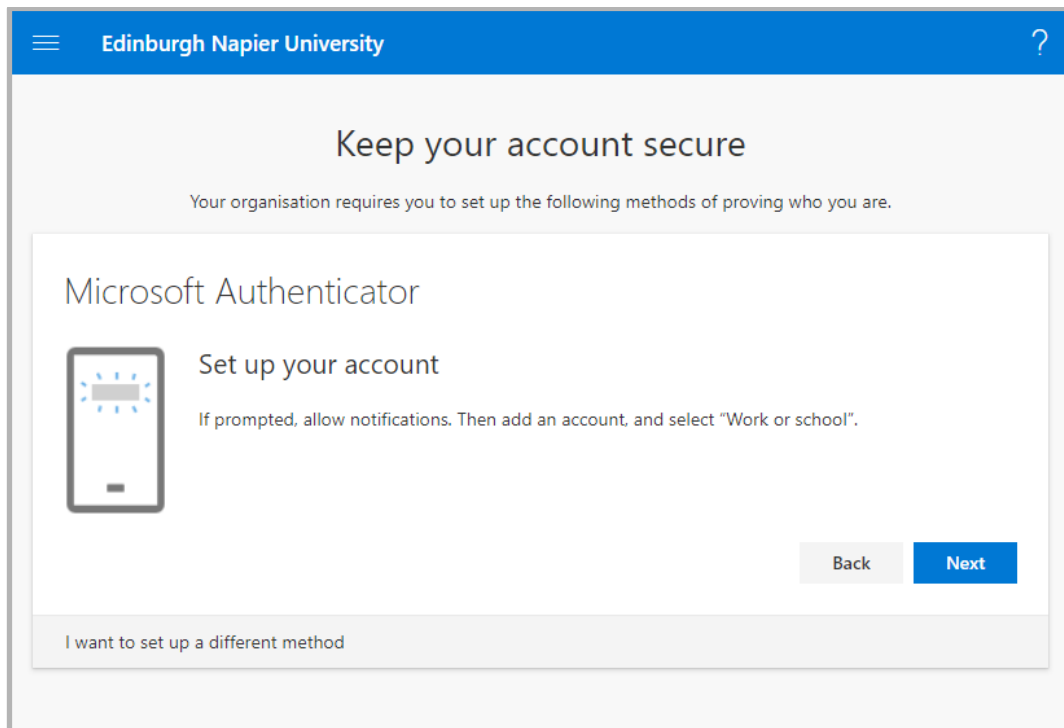 Edinburgh Napier University
?
Keep your account secure
Your organisation requires you to set up the following methods of proving who you are.
Microsoft Authenticator
Set up your account
If prompted, allow notifications. Then add an account, and select “Work or school”.
Back
Next
I want to set up a different method